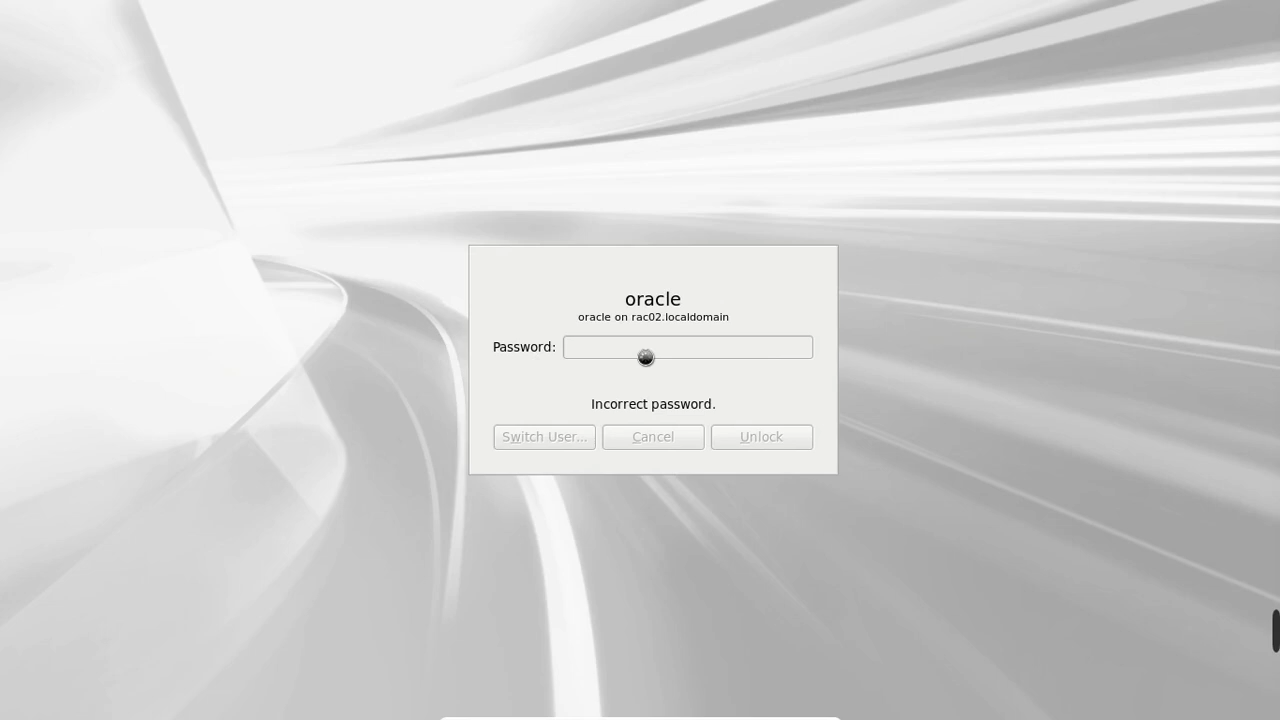 oracle
oracle on rac02.localdomain
Password:
Incorrect password.
Switch User... Cancel Unlock